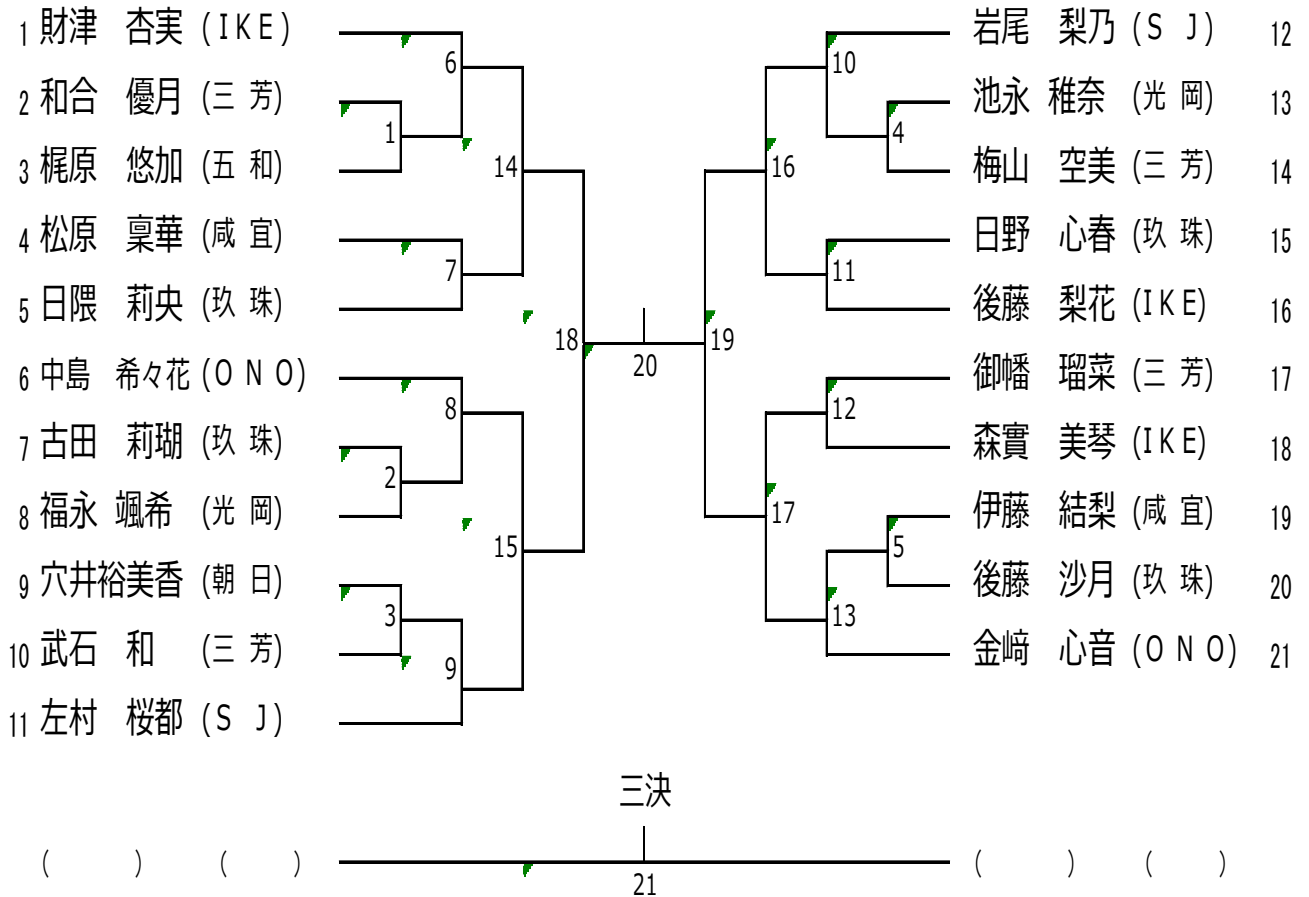 1 財津　杏実 (IKE)
6
2 和合　優月 (三 芳)
1
3 梶原　悠加 (五 和)
14
4 松原　稟華 (咸 宜)
7
5 日隈　莉央 (玖 珠)
18
6 中島　希々花 (O N O)
8
7 古田　莉瑚 (玖 珠)
2
8 福永 颯希 (光 岡)
15
9 穴井裕美香 (朝 日)
3
10 武石　和 (三 芳)
9
11 左村　桜都 (S J)
20
岩尾　梨乃 (S J) 12
10
池永 稚奈 (光 岡) 13
4
梅山　空美 (三 芳) 14
16
日野　心春 (玖 珠) 15
11
後藤　梨花 (IKE) 16
19
御幡　瑠菜 (三 芳) 17
12
森實　美琴 (IKE) 18
17
伊藤　結梨 (咸 宜) 19
5
後藤　沙月 (玖 珠) 20
13
金﨑　心音 (O N O) 21
三決
(　　) (　　) (　　) (　　)
21